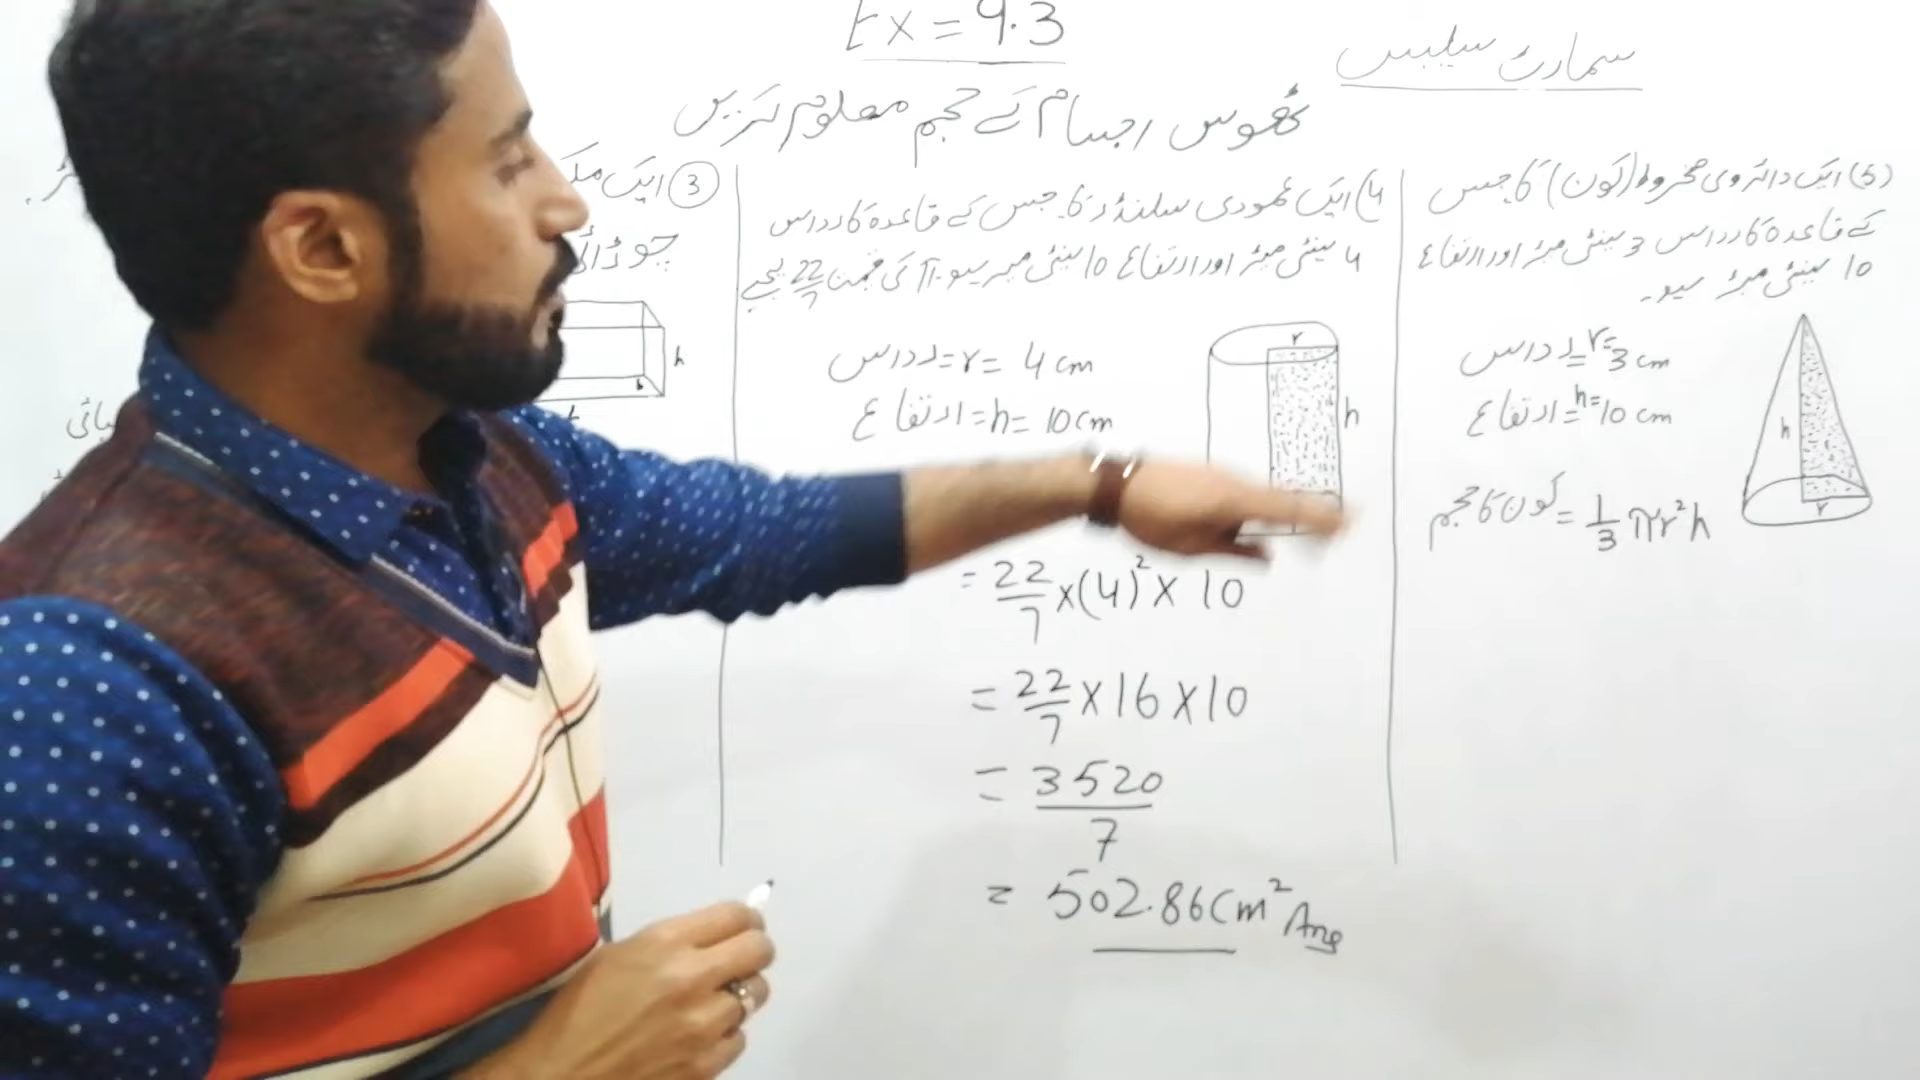 Ex = 9.3
سمارٹ سلیبس
ٹھوس اجسام کے حجم معلوم کریں
③ ایک
چوڑائی
h
b
4) ایک عمودی سلنڈر کا جس کے قاعدہ کا رداس
4 سینٹی میٹر اور ارتفاع 10 سینٹی میٹر ہو۔ π کی قیمت 22/7 لیجیے
رداس = r = 4 cm
ارتفاع = h = 10 cm
r
h
= 22/7 × (4)² × 10
= 22/7 × 16 × 10
= 3520/7
= 502.86 Cm² Ans
(5) ایک دائروی مخروط (کون) کا جس
کے قاعدہ کا رداس 3 سینٹی میٹر اور ارتفاع
10 سینٹی میٹر ہو۔
رداس = r = 3 cm
ارتفاع = h = 10 cm
h
r
کون کا حجم = 1/3 πr²h